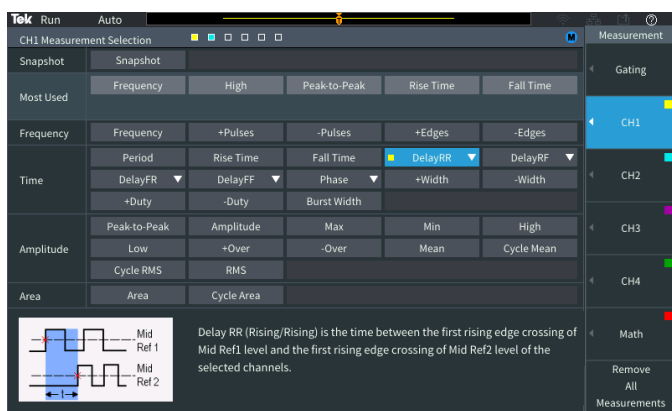 Tek Run Auto
CH1 Measurement Selection M Measurement
Snapshot Snapshot
Gating
Most Used Frequency High Peak-to-Peak Rise Time Fall Time
CH1
Frequency Frequency +Pulses -Pulses +Edges -Edges
Time Period Rise Time Fall Time DelayRR DelayRF
DelayFR DelayFF Phase +Width -Width
CH2
+Duty -Duty Burst Width
Amplitude Peak-to-Peak Amplitude Max Min High
CH3
Low +Over -Over Mean Cycle Mean
Cycle RMS RMS
CH4
Area Area Cycle Area
Mid
Ref 1
Mid
Ref 2
t
Delay RR (Rising/Rising) is the time between the first rising edge crossing of
Mid Ref1 level and the first rising edge crossing of Mid Ref2 level of the
selected channels.
Math
Remove
All
Measurements